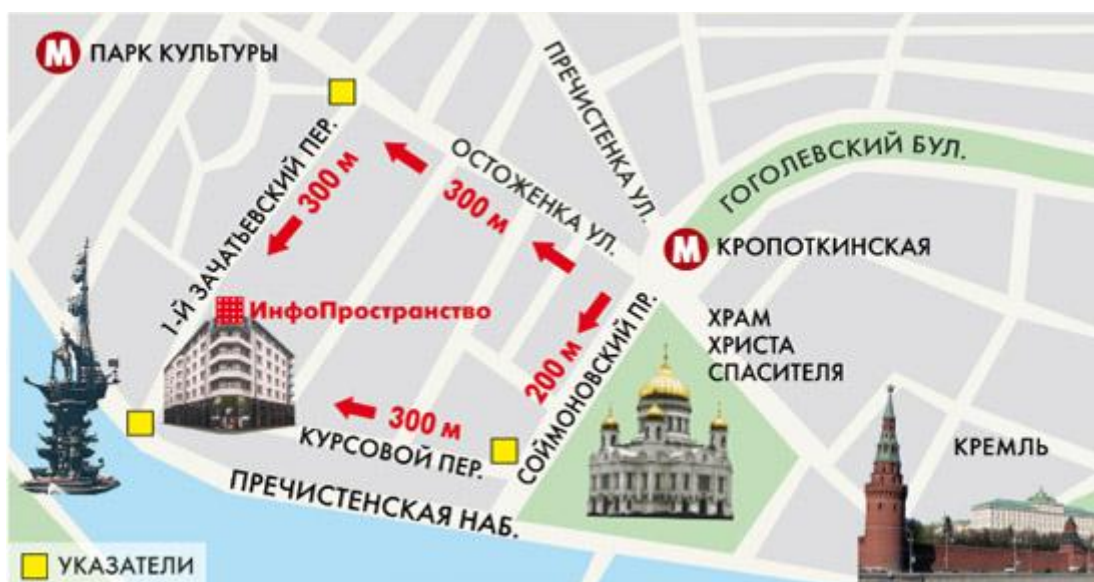 М ПАРК КУЛЬТУРЫ
ПРЕЧИСТЕНКА УЛ.
1-Й ЗАЧАТЬЕВСКИЙ ПЕР.
300 м
ОСТОЖЕНКА УЛ.
300 м
ГОГОЛЕВСКИЙ БУЛ.
М КРОПОТКИНСКАЯ
ИнфоПространство
200 м
СОЙМОНОВСКИЙ ПР.
ХРАМ
ХРИСТА
СПАСИТЕЛЯ
300 м
КУРСОВОЙ ПЕР.
КРЕМЛЬ
ПРЕЧИСТЕНСКАЯ НАБ.
УКАЗАТЕЛИ